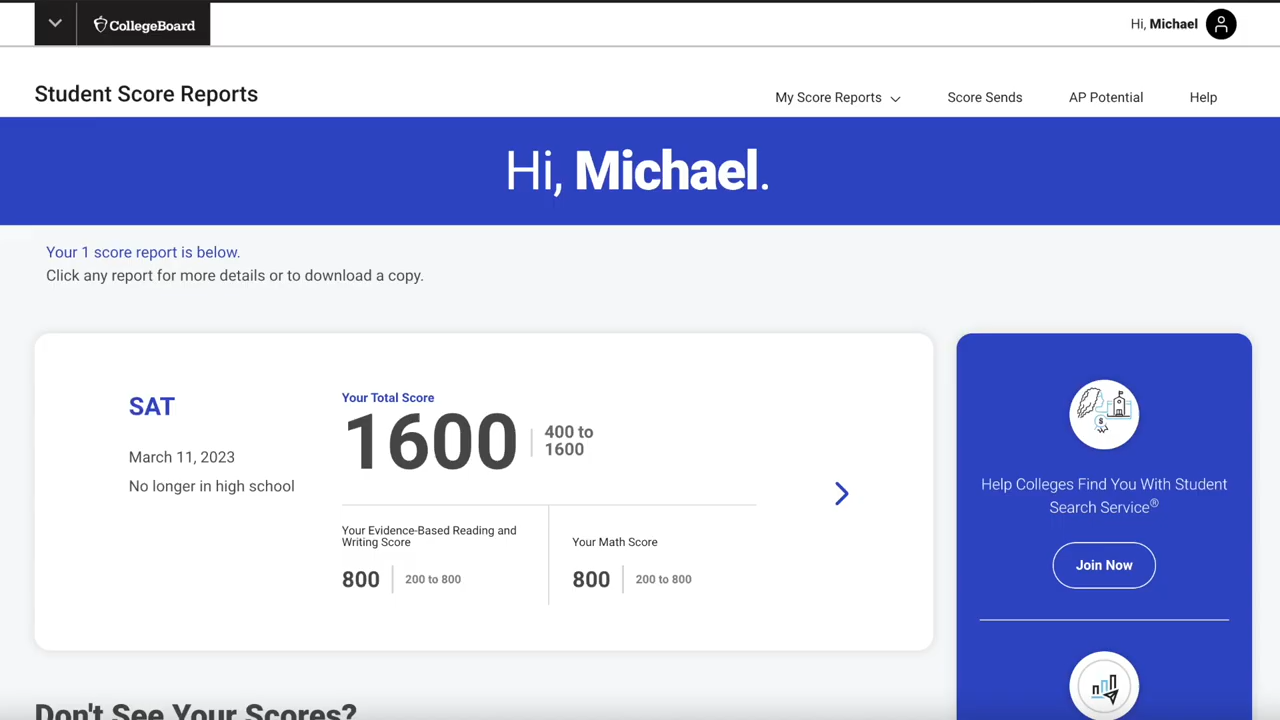 CollegeBoard
Hi, Michael
Student Score Reports
My Score Reports
Score Sends
AP Potential
Help
Hi, Michael.
Your 1 score report is below.
Click any report for more details or to download a copy.
SAT
March 11, 2023
No longer in high school
Your Total Score
1600
400 to
1600
Your Evidence-Based Reading and
Writing Score
800
200 to 800
Your Math Score
800
200 to 800
Help Colleges Find You With Student
Search Service®
Join Now
Don't See Your Scores?